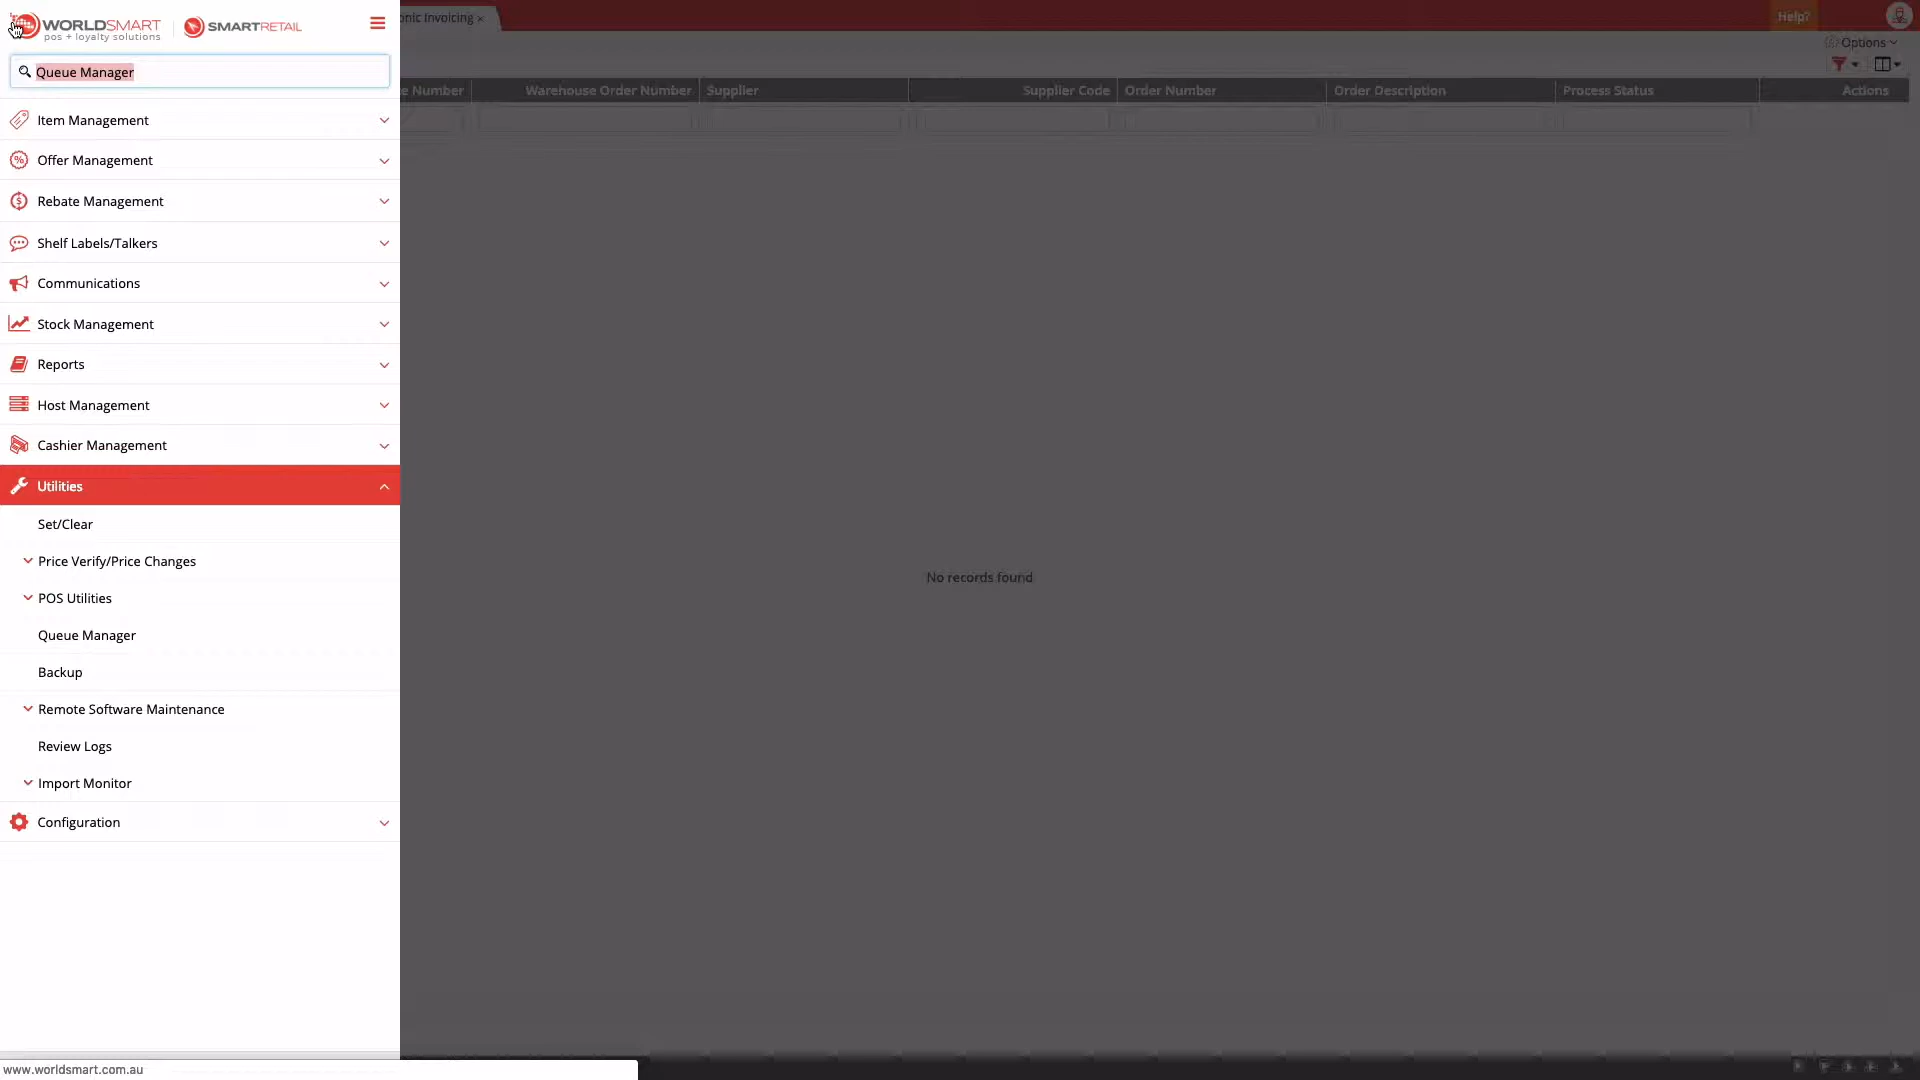 WORLDSMART
pos + loyalty solutions
SMARTRETAIL
onic Invoicing ×
Help?
Options
Queue Manager
e Number
Warehouse Order Number
Supplier
Supplier Code
Order Number
Order Description
Process Status
Actions
Item Management
Offer Management
Rebate Management
Shelf Labels/Talkers
Communications
Stock Management
Reports
Host Management
Cashier Management
Utilities
Set/Clear
Price Verify/Price Changes
No records found
POS Utilities
Queue Manager
Backup
Remote Software Maintenance
Review Logs
Import Monitor
Configuration
www.worldsmart.com.au